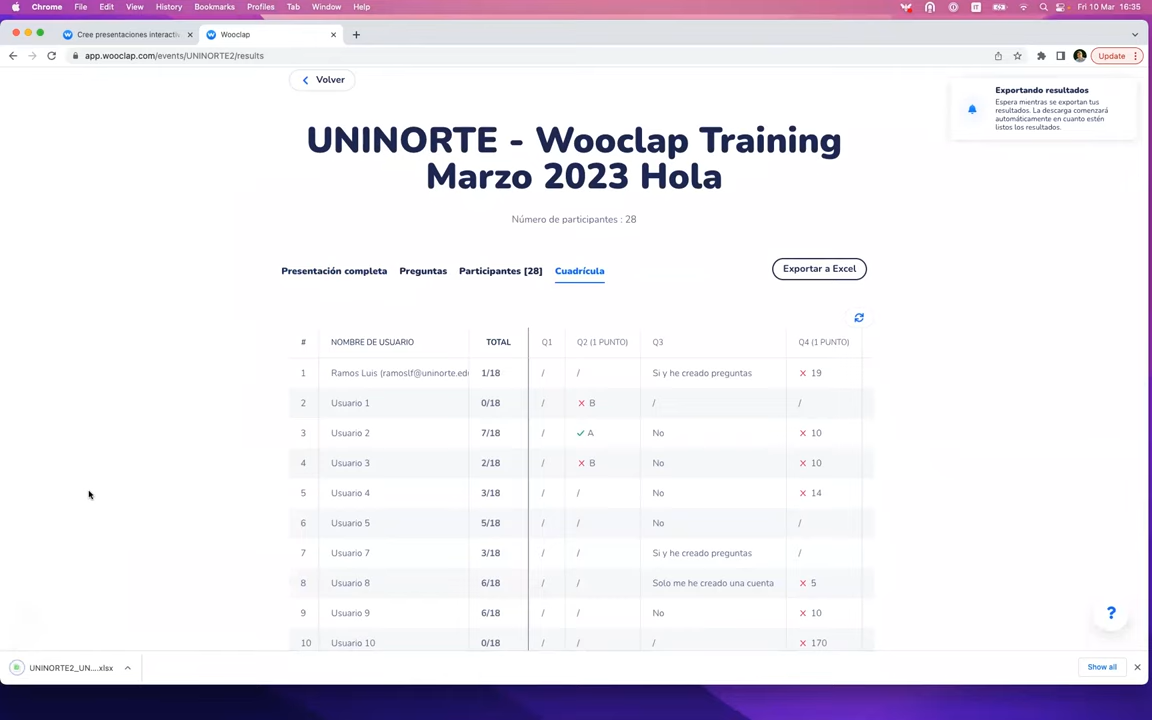 Chrome File Edit View History Bookmarks Profiles Tab Window Help IT Fri 10 Mar 16:35
Cree presentaciones interacti Wooclap
app.wooclap.com/events/UNINORTE2/results Update
Volver
Exportando resultados
Espera mientras se exportan tus
resultados. La descarga comenzará
automáticamente en cuanto estén
listos los resultados.
UNINORTE - Wooclap Training
Marzo 2023 Hola
Número de participantes : 28
Presentación completa Preguntas Participantes [28] Cuadrícula Exportar a Excel
# NOMBRE DE USUARIO TOTAL Q1 Q2 (1 PUNTO) Q3 Q4 (1 PUNTO)
1 Ramos Luis (ramoslf@uninorte.ed 1/18 / / Si y he creado preguntas ✕ 19
2 Usuario 1 0/18 / ✕ B / /
3 Usuario 2 7/18 / ✓ A No ✕ 10
4 Usuario 3 2/18 / ✕ B No ✕ 10
5 Usuario 4 3/18 / / No ✕ 14
6 Usuario 5 5/18 / / No /
7 Usuario 7 3/18 / / Si y he creado preguntas /
8 Usuario 8 6/18 / / Solo me he creado una cuenta ✕ 5
9 Usuario 9 6/18 / / No ✕ 10
10 Usuario 10 0/18 / / / ✕ 170
?
UNINORTE2_UN....xlsx Show all